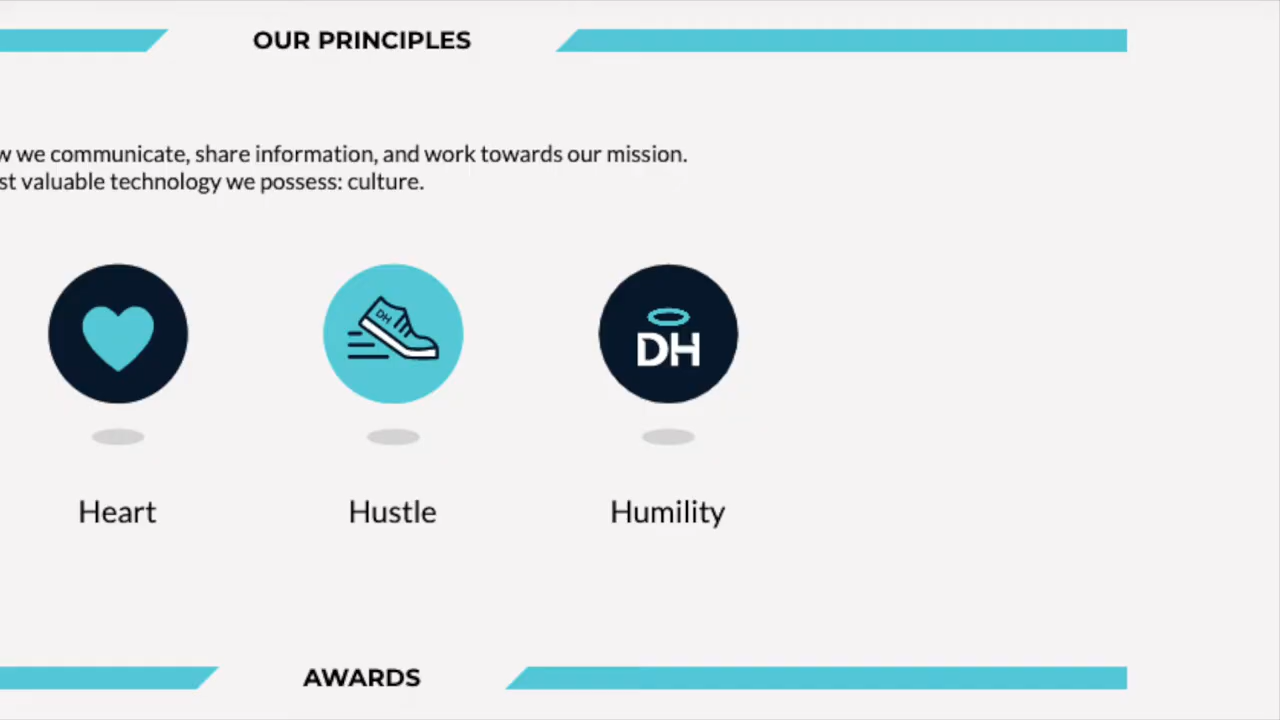 OUR PRINCIPLES
we communicate, share information, and work towards our mission.
valuable technology we possess: culture.
DH
DH
Heart
Hustle
Humility
AWARDS